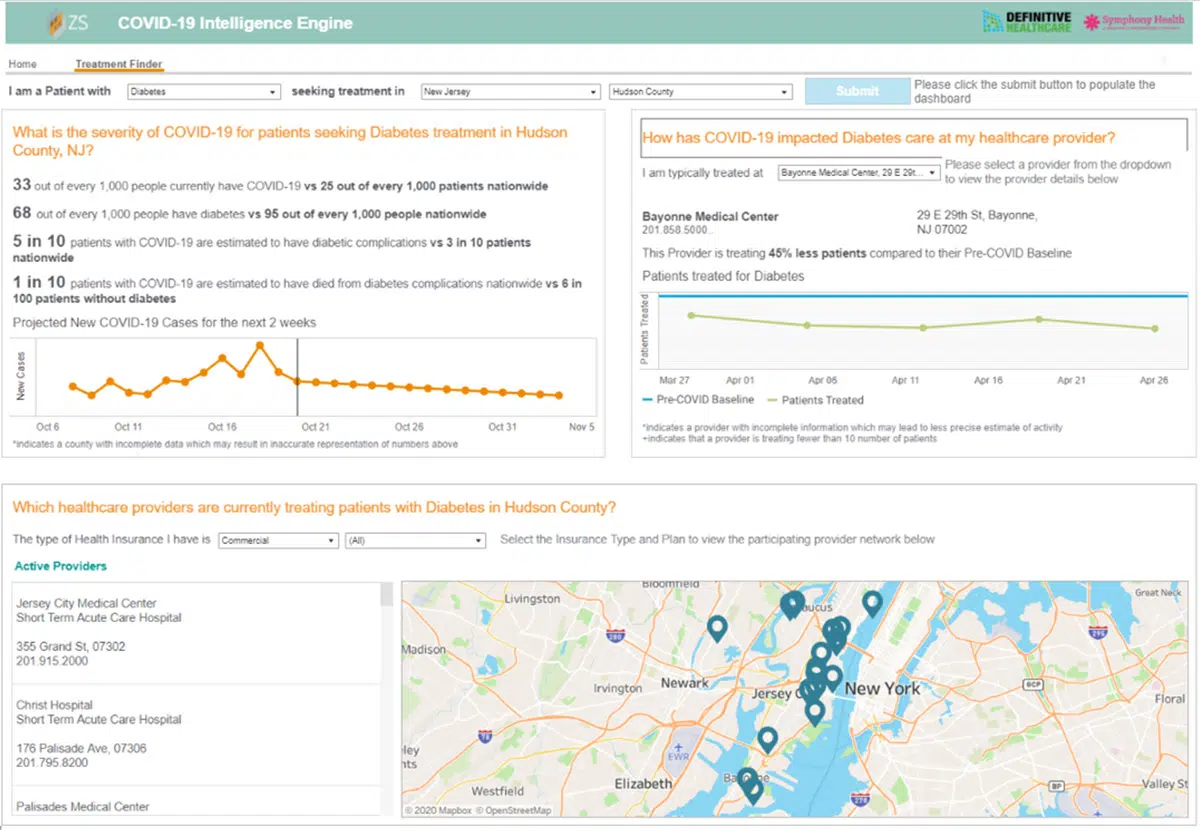 ZS COVID-19 Intelligence Engine
DEFINITIVE
HEALTHCARE
Symphony Health
Home Treatment Finder
I am a Patient with Diabetes seeking treatment in New Jersey Hudson County Submit Please click the submit button to populate the
dashboard
What is the severity of COVID-19 for patients seeking Diabetes treatment in Hudson
County, NJ?
33 out of every 1,000 people currently have COVID-19 vs 25 out of every 1,000 patients nationwide
68 out of every 1,000 people have diabetes vs 95 out of every 1,000 people nationwide
5 in 10 patients with COVID-19 are estimated to have diabetic complications vs 3 in 10 patients
nationwide
1 in 10 patients with COVID-19 are estimated to have died from diabetes complications nationwide vs 6 in
100 patients without diabetes
Projected New COVID-19 Cases for the next 2 weeks
New Cases
Oct 6 Oct 11 Oct 16 Oct 21 Oct 26 Oct 31 Nov 5
*indicates a county with incomplete data which may result in inaccurate representation of numbers above
How has COVID-19 impacted Diabetes care at my healthcare provider?
I am typically treated at Bayonne Medical Center, 29 E 29t... Please select a provider from the dropdown
to view the provider details below
Bayonne Medical Center 29 E 29th St, Bayonne,
201.858.5000.. NJ 07002
This Provider is treating 45% less patients compared to their Pre-COVID Baseline
Patients treated for Diabetes
Patients Treated
Mar 27 Apr 01 Apr 06 Apr 11 Apr 16 Apr 21 Apr 26
Pre-COVID Baseline Patients Treated
*indicates a provider with incomplete information which may lead to less precise estimate of activity
+indicates that a provider is treating fewer than 10 number of patients
Which healthcare providers are currently treating patients with Diabetes in Hudson County?
The type of Health Insurance I have is Commercial (All) Select the Insurance Type and Plan to view the participating provider network below
Active Providers
Jersey City Medical Center
Short Term Acute Care Hospital
355 Grand St, 07302
201.915.2000
Christ Hospital
Short Term Acute Care Hospital
176 Palisade Ave, 07306
201.795.8200
Palisades Medical Center
Bloomfield
Livingston
aucus
Great Neck
280
295
Madison
Newark
Irvington
Jersey C
New York
GCP
Floral
78
ley
nts
EWR
Elizabeth
Bayonne
Westfield
278
BP
Valley St
© 2020 Mapbox © OpenStreetMap